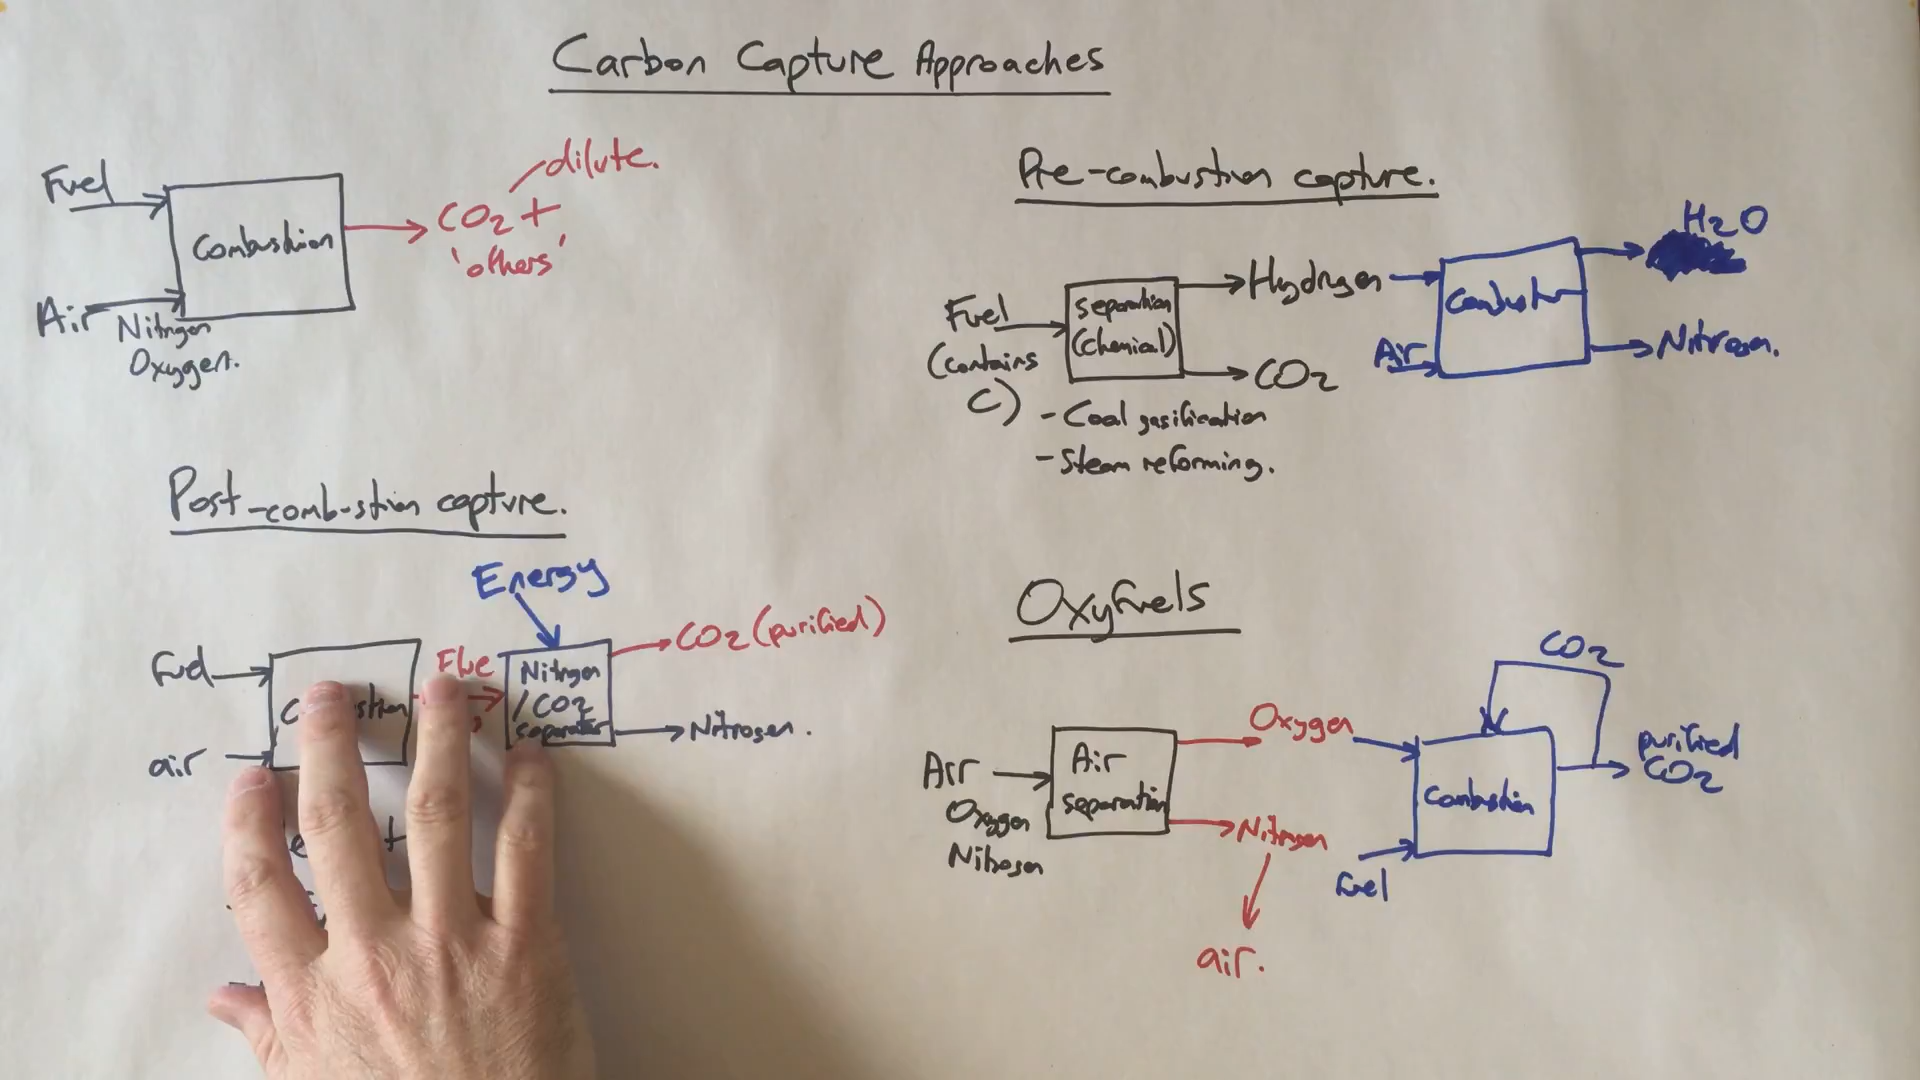 Carbon Capture Approaches
Fuel
Combustion
dilute.
CO2 +
'others'
Air
Nitrogen
Oxygen.
Pre-combustion capture.
Fuel
(contains
C)
Separation
(chemical)
Hydrogen
CO2
- Coal gasification
- Steam reforming.
Air
Combustion
H2O
Nitrogen.
Post-combustion capture.
Energy
Fuel
air
Flue
Nitrogen
/CO2
separator
CO2 (purified)
Nitrogen.
Oxyfuels
Air
Oxygen
Nitrogen
Air
separation
Oxygen
Nitrogen
air.
CO2
Combustion
fuel
purified
CO2